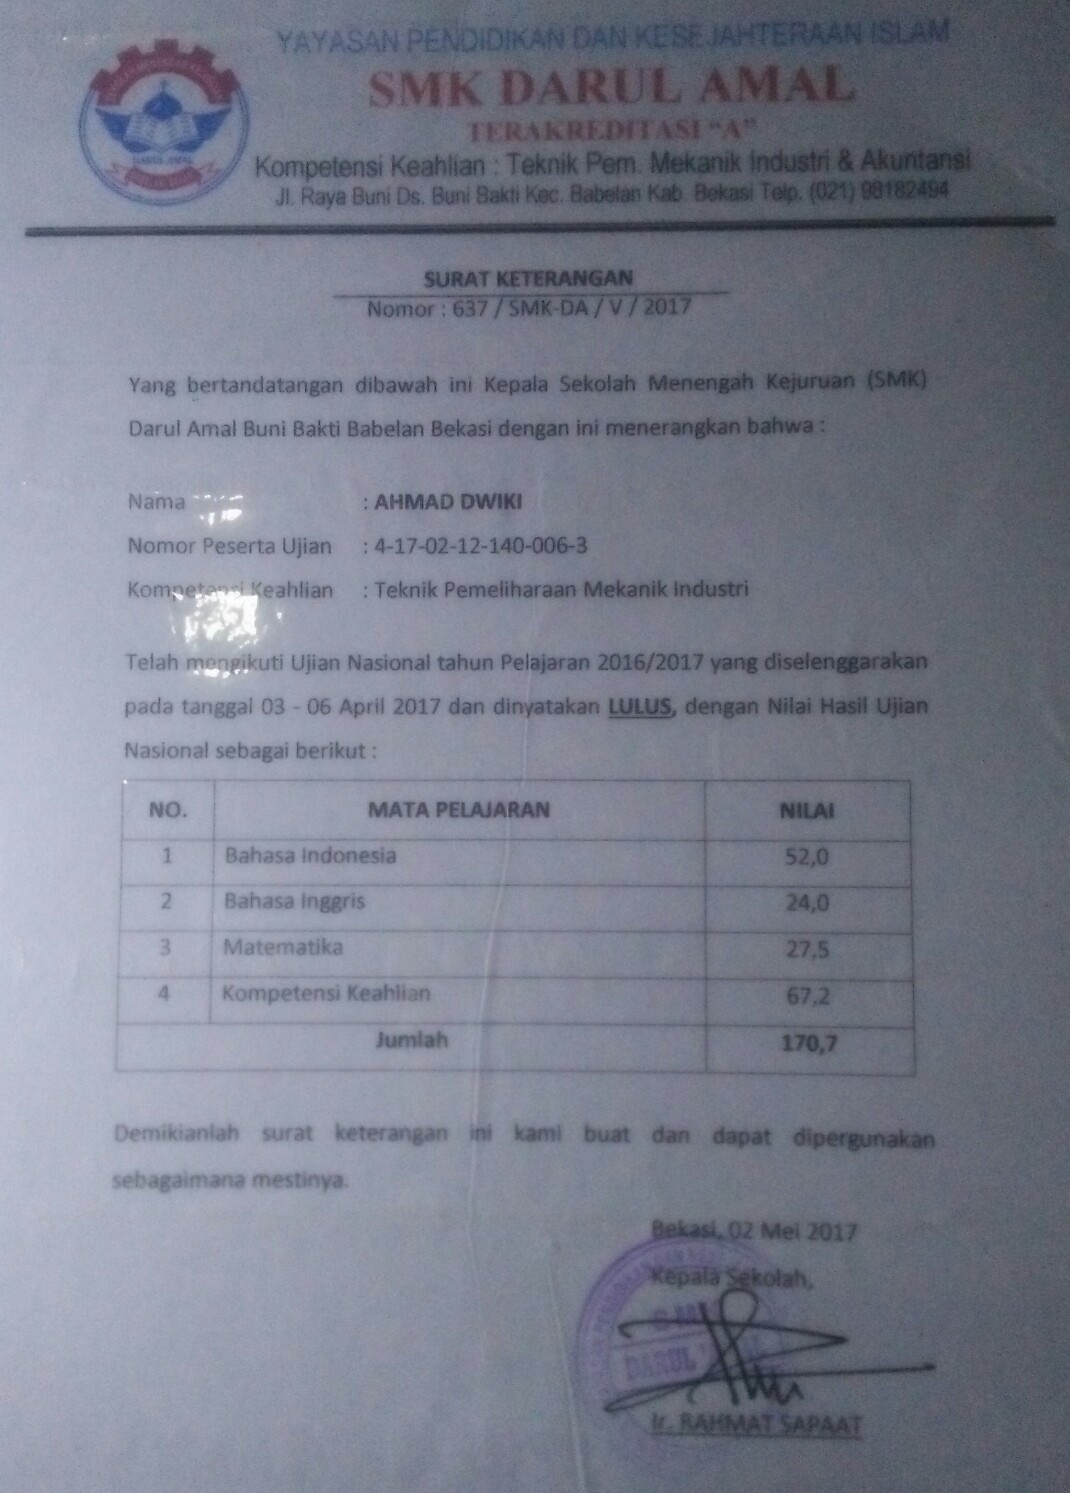 YAYASAN PENDIDIKAN DAN KESEJAHTERAAN ISLAM
SMK DARUL AMAL
TERAKREDITASI "A"
Kompetensi Keahlian : Teknik Pem. Mekanik Industri & Akuntansi
Jl. Raya Buni Ds. Buni Bakti Kec. Babelan Kab. Bekasi Telp. (021) 98182494
DARUL AMAL
SURAT KETERANGAN
Nomor : 637 / SMK-DA / V / 2017
Yang bertandatangan dibawah ini Kepala Sekolah Menengah Kejuruan (SMK)
Darul Amal Buni Bakti Babelan Bekasi dengan ini menerangkan bahwa :
Nama : AHMAD DWIKI
Nomor Peserta Ujian : 4-17-02-12-140-006-3
Kompetensi Keahlian : Teknik Pemeliharaan Mekanik Industri
Telah mengikuti Ujian Nasional tahun Pelajaran 2016/2017 yang diselenggarakan
pada tanggal 03 - 06 April 2017 dan dinyatakan LULUS, dengan Nilai Hasil Ujian
Nasional sebagai berikut :
NO. MATA PELAJARAN NILAI
1 Bahasa Indonesia 52,0
2 Bahasa Inggris 24,0
3 Matematika 27,5
4 Kompetensi Keahlian 67,2
Jumlah 170,7
Demikianlah surat keterangan ini kami buat dan dapat dipergunakan
sebagaimana mestinya.
Bekasi, 02 Mei 2017
Kepala Sekolah,
DARUL
Ir. RAHMAT SAPAAT